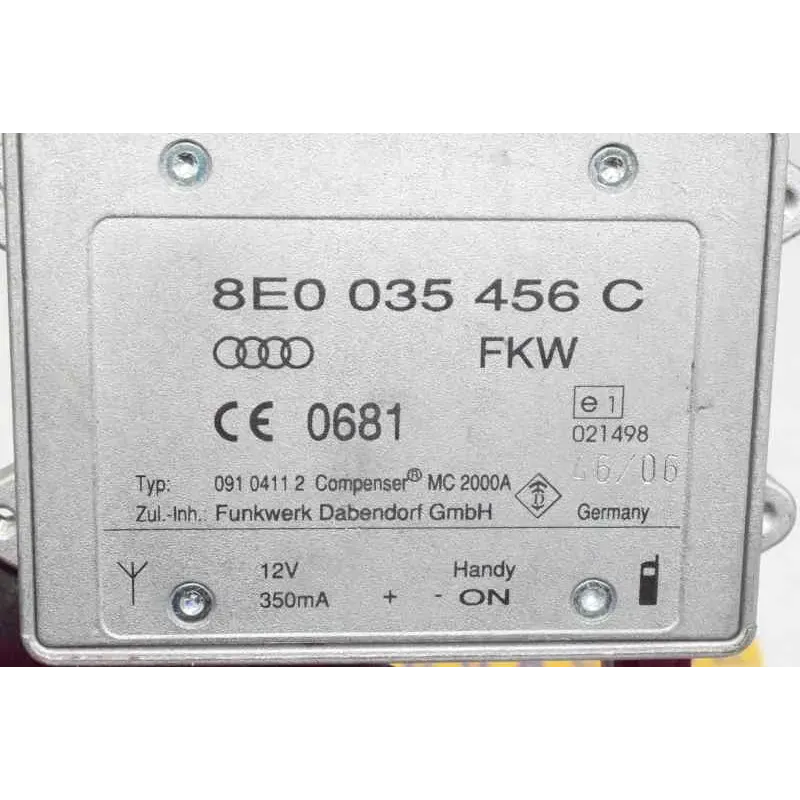 8E0 035 456 C
FKW
CE 0681
e1
021498
46/06
Typ: 091 0411 2 Compenser® MC 2000A
Zul.-Inh.: Funkwerk Dabendorf GmbH Germany
12V Handy
350mA + - ON